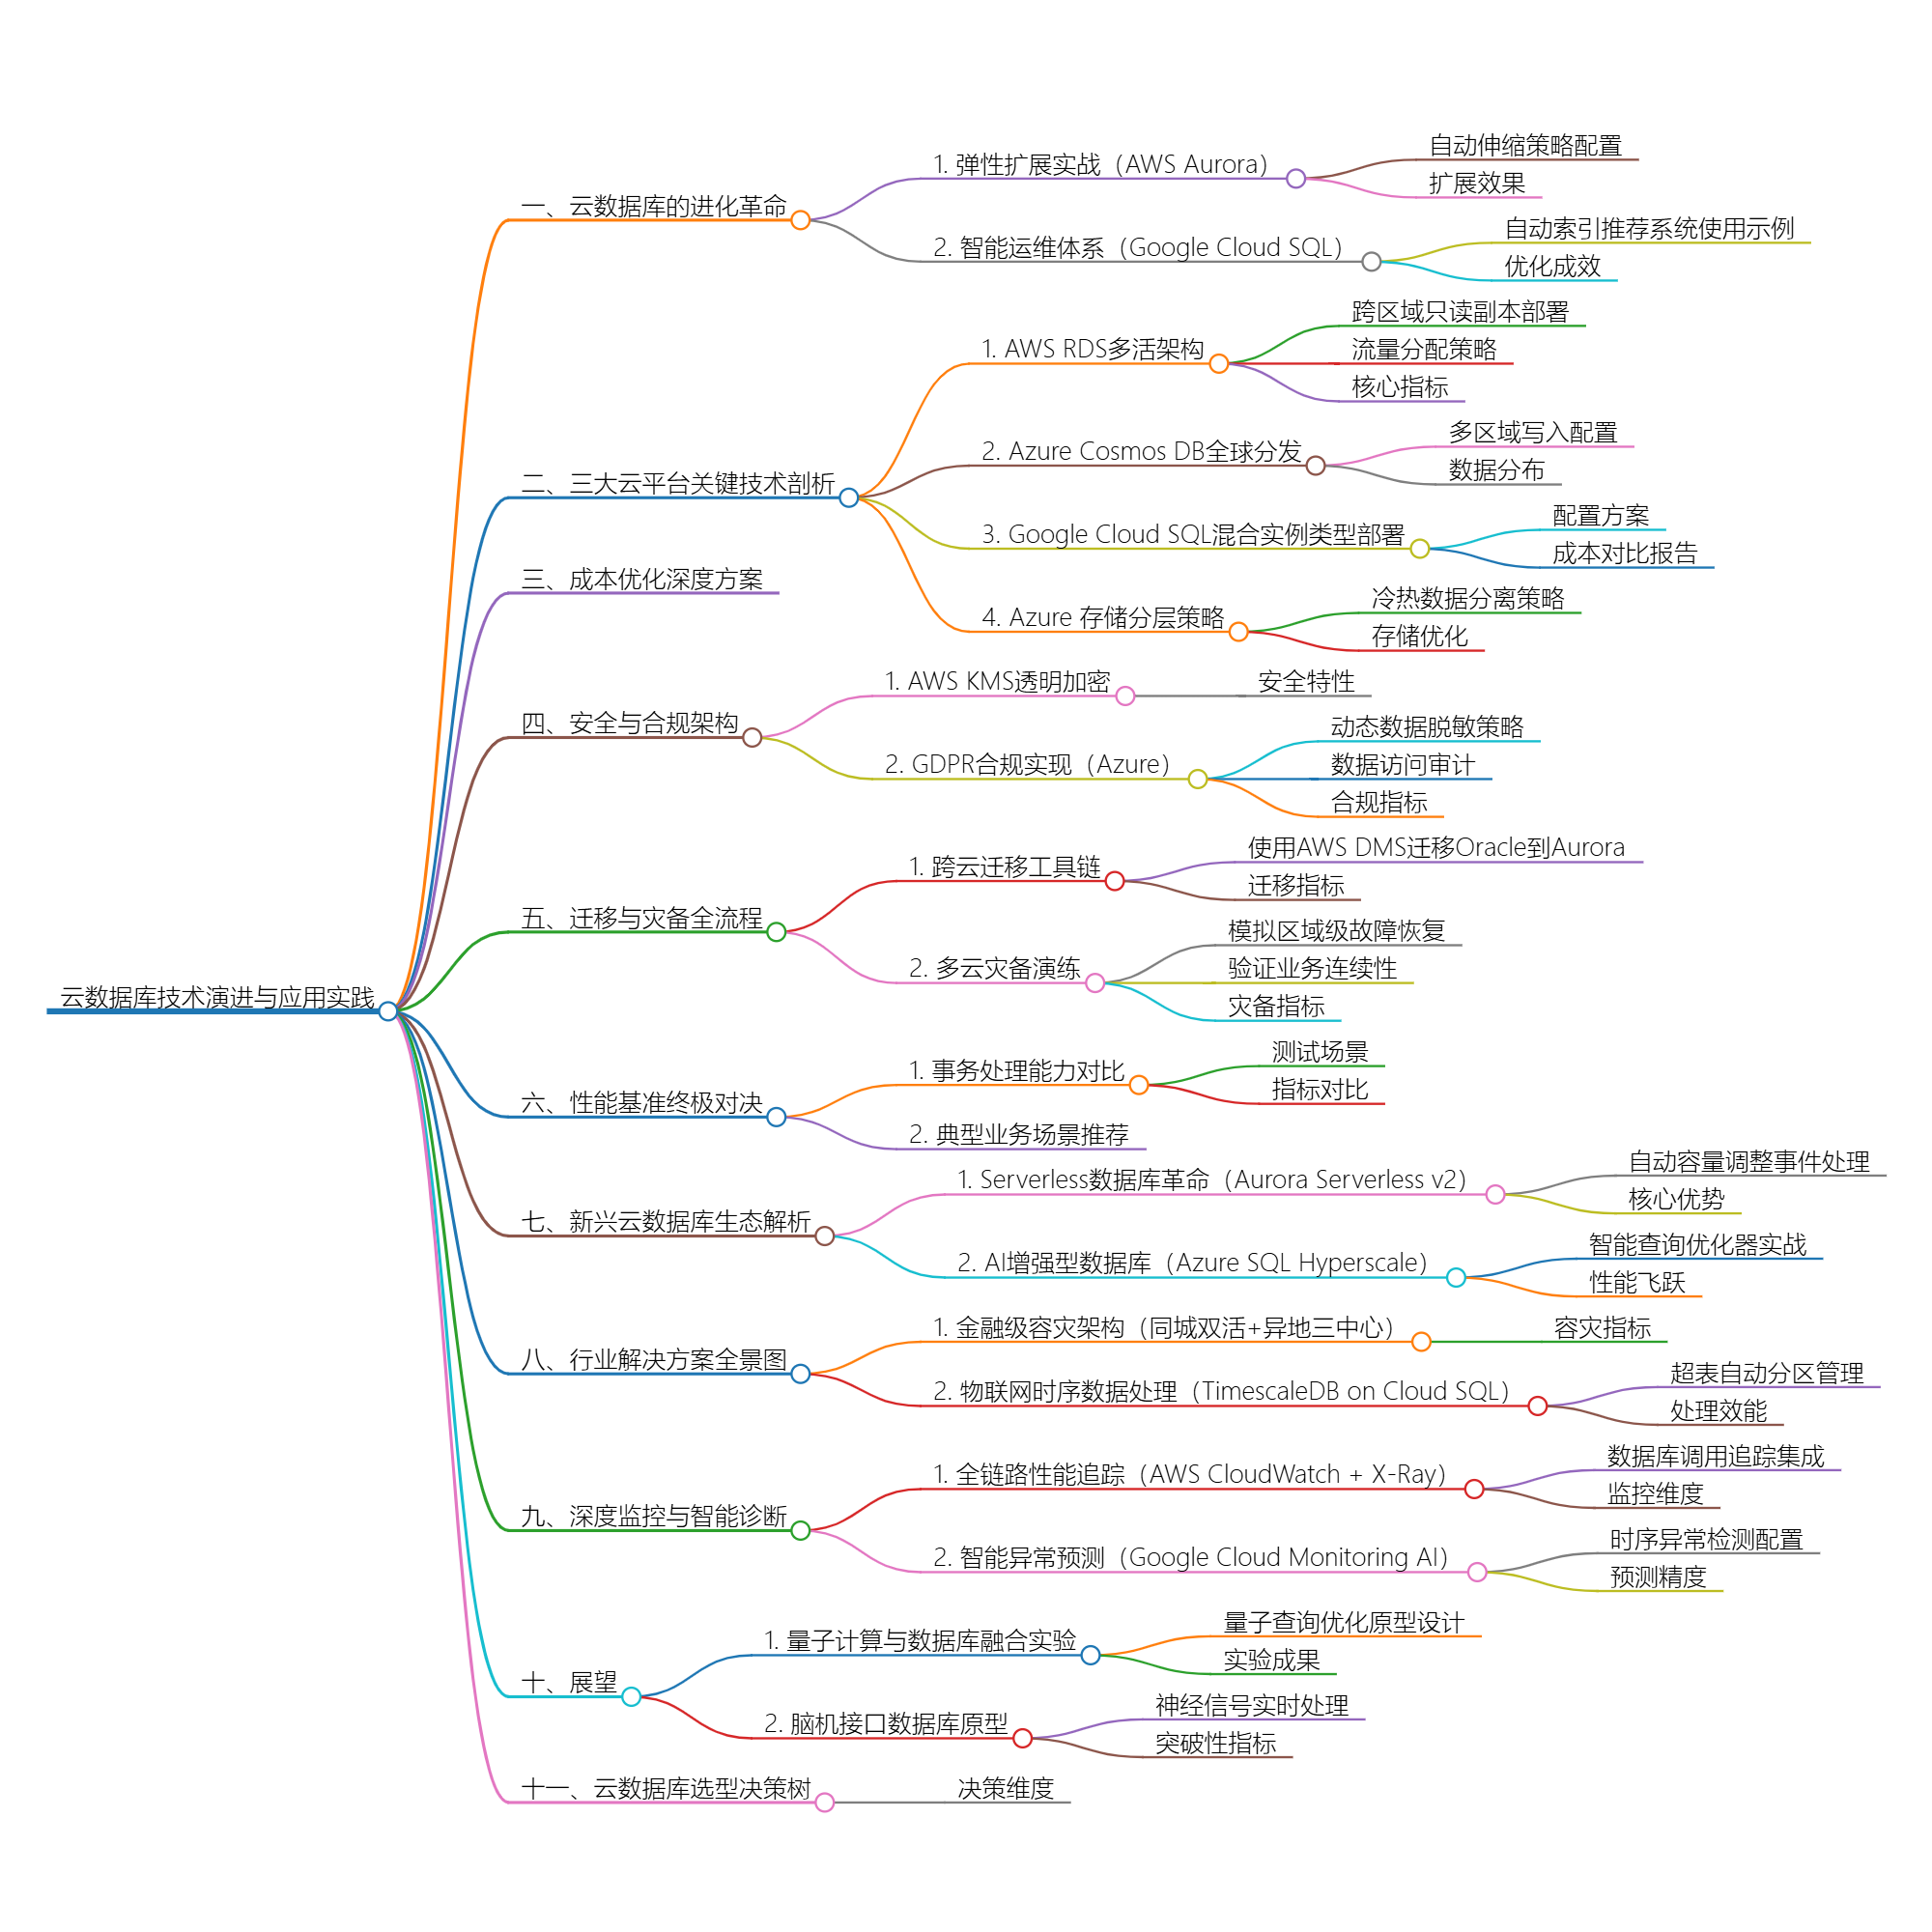 云数据库技术演进与应用实践
一、云数据库的进化革命
1. 弹性扩展实战（AWS Aurora）
自动伸缩策略配置
扩展效果
2. 智能运维体系（Google Cloud SQL）
自动索引推荐系统使用示例
优化成效
二、三大云平台关键技术剖析
1. AWS RDS多活架构
跨区域只读副本部署
流量分配策略
核心指标
2. Azure Cosmos DB全球分发
多区域写入配置
数据分布
3. Google Cloud SQL混合实例类型部署
配置方案
成本对比报告
4. Azure 存储分层策略
冷热数据分离策略
存储优化
三、成本优化深度方案
四、安全与合规架构
1. AWS KMS透明加密
安全特性
2. GDPR合规实现（Azure）
动态数据脱敏策略
数据访问审计
合规指标
五、迁移与灾备全流程
1. 跨云迁移工具链
使用AWS DMS迁移Oracle到Aurora
迁移指标
2. 多云灾备演练
模拟区域级故障恢复
验证业务连续性
灾备指标
六、性能基准终极对决
1. 事务处理能力对比
测试场景
指标对比
2. 典型业务场景推荐
七、新兴云数据库生态解析
1. Serverless数据库革命（Aurora Serverless v2）
自动容量调整事件处理
核心优势
2. AI增强型数据库（Azure SQL Hyperscale）
智能查询优化器实战
性能飞跃
八、行业解决方案全景图
1. 金融级容灾架构（同城双活+异地三中心）
容灾指标
2. 物联网时序数据处理（TimescaleDB on Cloud SQL）
超表自动分区管理
处理效能
九、深度监控与智能诊断
1. 全链路性能追踪（AWS CloudWatch + X-Ray）
数据库调用追踪集成
监控维度
2. 智能异常预测（Google Cloud Monitoring AI）
时序异常检测配置
预测精度
十、展望
1. 量子计算与数据库融合实验
量子查询优化原型设计
实验成果
2. 脑机接口数据库原型
神经信号实时处理
突破性指标
十一、云数据库选型决策树
决策维度